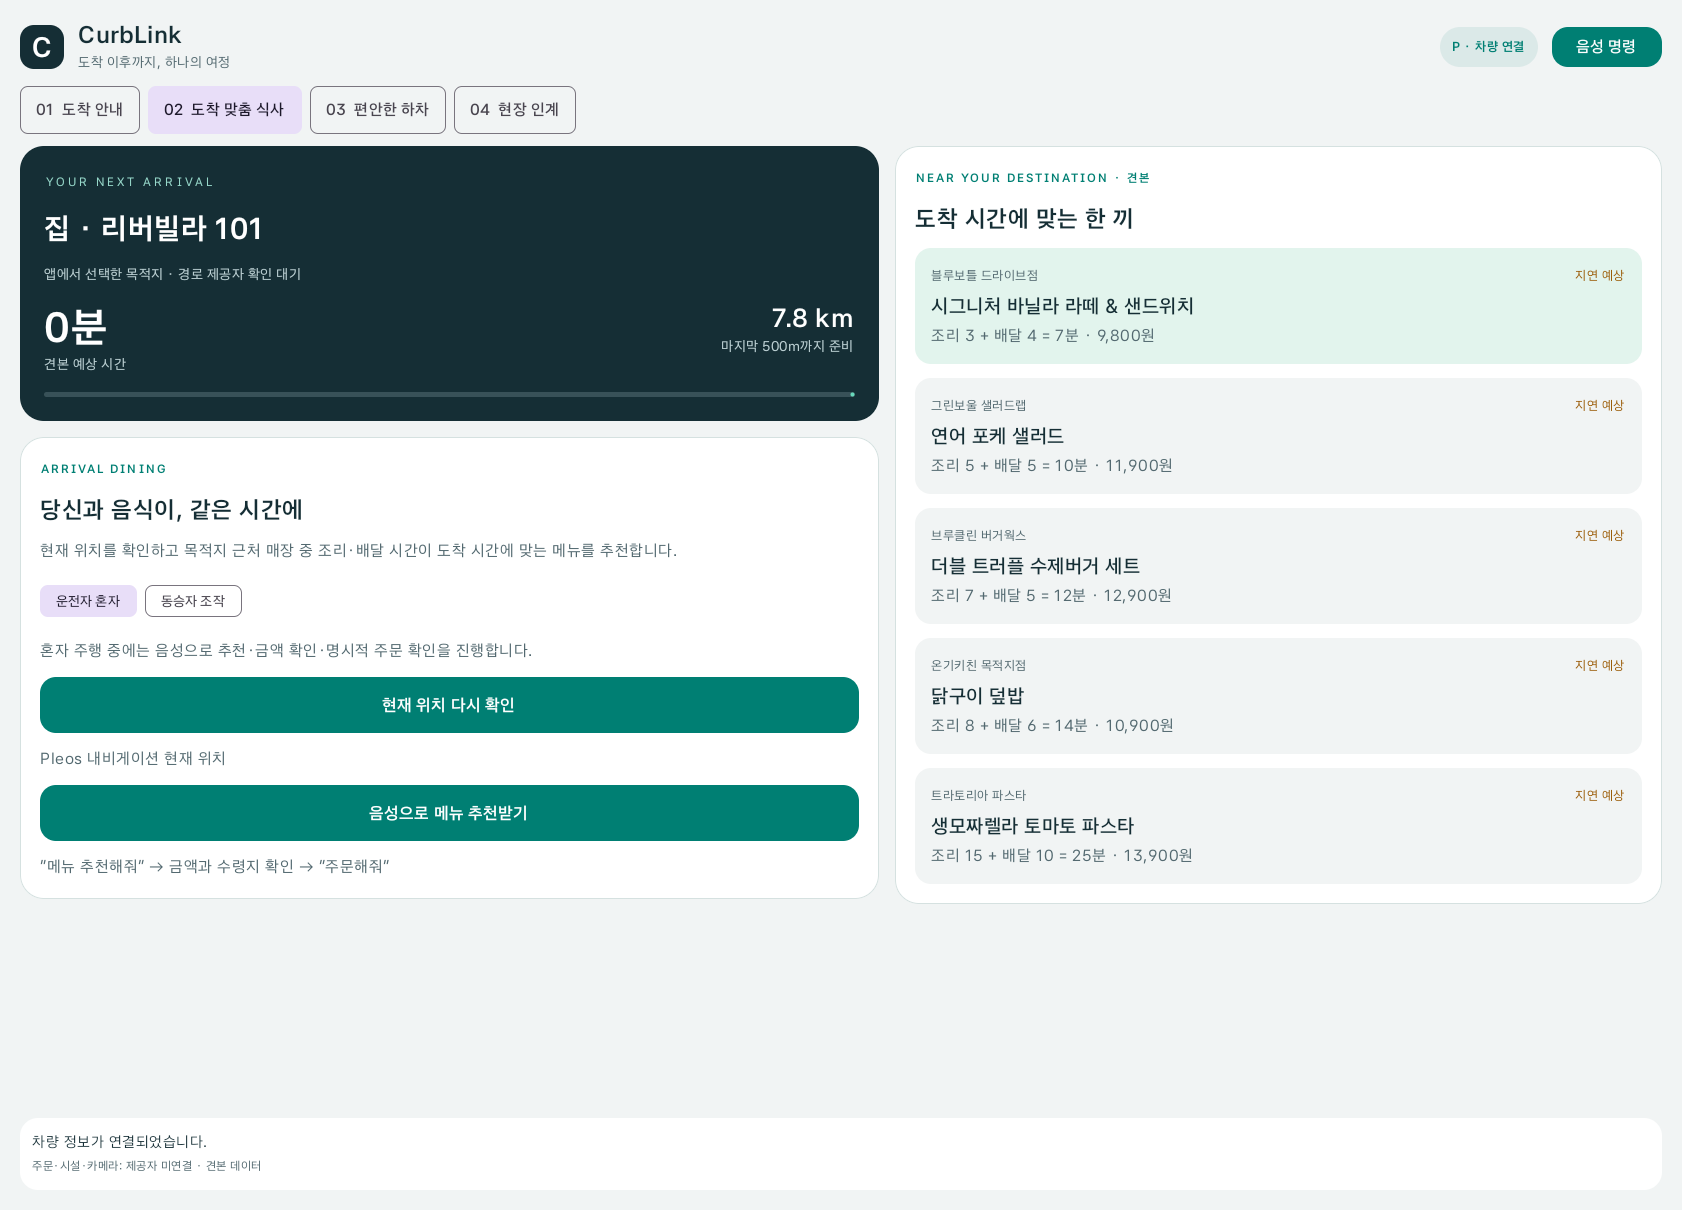 C
CurbLink
도착 이후까지, 하나의 여정
P · 차량 연결
음성 명령
01 도착 안내
02 도착 맞춤 식사
03 편안한 하차
04 현장 인계
YOUR NEXT ARRIVAL
집 · 리버빌라 101
앱에서 선택한 목적지 · 경로 제공자 확인 대기
0분
견본 예상 시간
7.8 km
마지막 500m까지 준비
ARRIVAL DINING
당신과 음식이, 같은 시간에
현재 위치를 확인하고 목적지 근처 매장 중 조리·배달 시간이 도착 시간에 맞는 메뉴를 추천합니다.
운전자 혼자
동승자 조작
혼자 주행 중에는 음성으로 추천·금액 확인·명시적 주문 확인을 진행합니다.
현재 위치 다시 확인
Pleos 내비게이션 현재 위치
음성으로 메뉴 추천받기
“메뉴 추천해줘” → 금액과 수령지 확인 → “주문해줘”
NEAR YOUR DESTINATION · 견본
도착 시간에 맞는 한 끼
블루보틀 드라이브점
지연 예상
시그니처 바닐라 라떼 & 샌드위치
조리 3 + 배달 4 = 7분 · 9,800원
그린보울 샐러드랩
지연 예상
연어 포케 샐러드
조리 5 + 배달 5 = 10분 · 11,900원
브루클린 버거웍스
지연 예상
더블 트러플 수제버거 세트
조리 7 + 배달 5 = 12분 · 12,900원
온기키친 목적지점
지연 예상
닭구이 덮밥
조리 8 + 배달 6 = 14분 · 10,900원
트라토리아 파스타
지연 예상
생모짜렐라 토마토 파스타
조리 15 + 배달 10 = 25분 · 13,900원
차량 정보가 연결되었습니다.
주문·시설·카메라: 제공자 미연결 · 견본 데이터